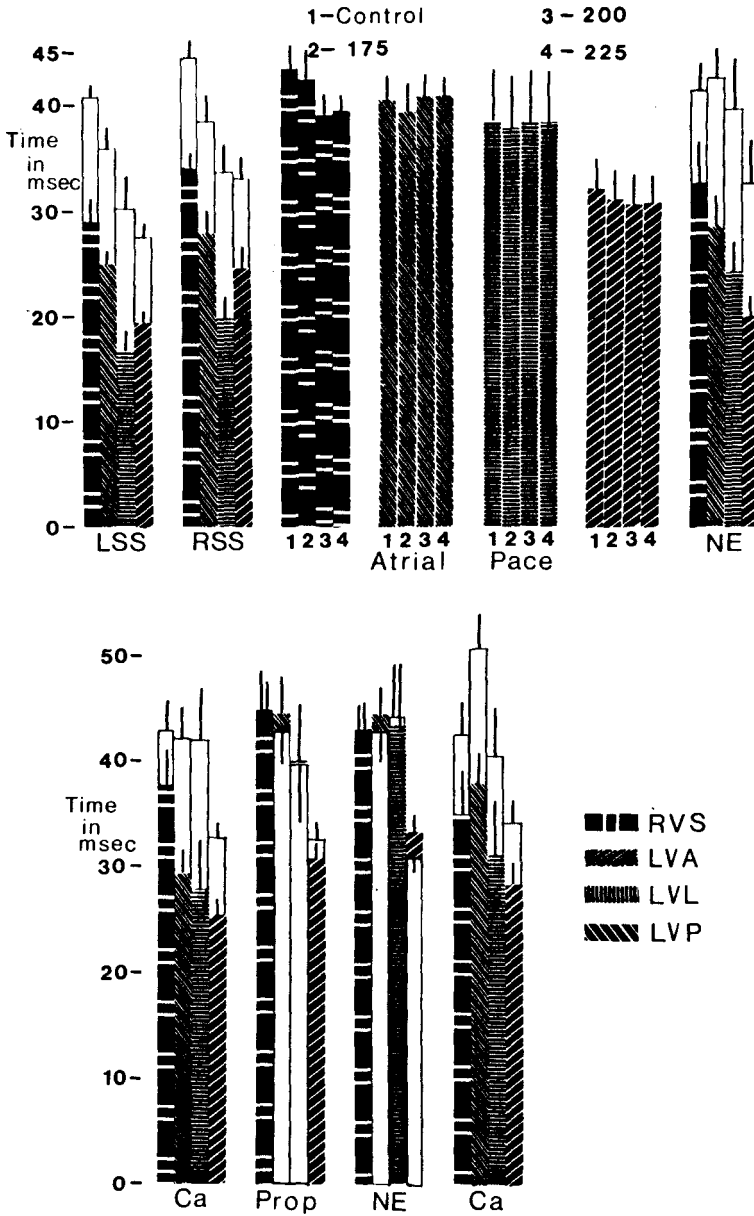 1-Control 3-200
2-175 4-225
45-
40-
Time
in
msec
30-
20-
10-
0-
LSS RSS 1 2 3 4 1 2 3 4 1 2 3 4 1 2 3 4 NE
Atrial Pace
50-
40-
Time
in
msec
30-
20-
10-
0-
RVS
LVA
LVL
LVP
Ca Prop NE Ca